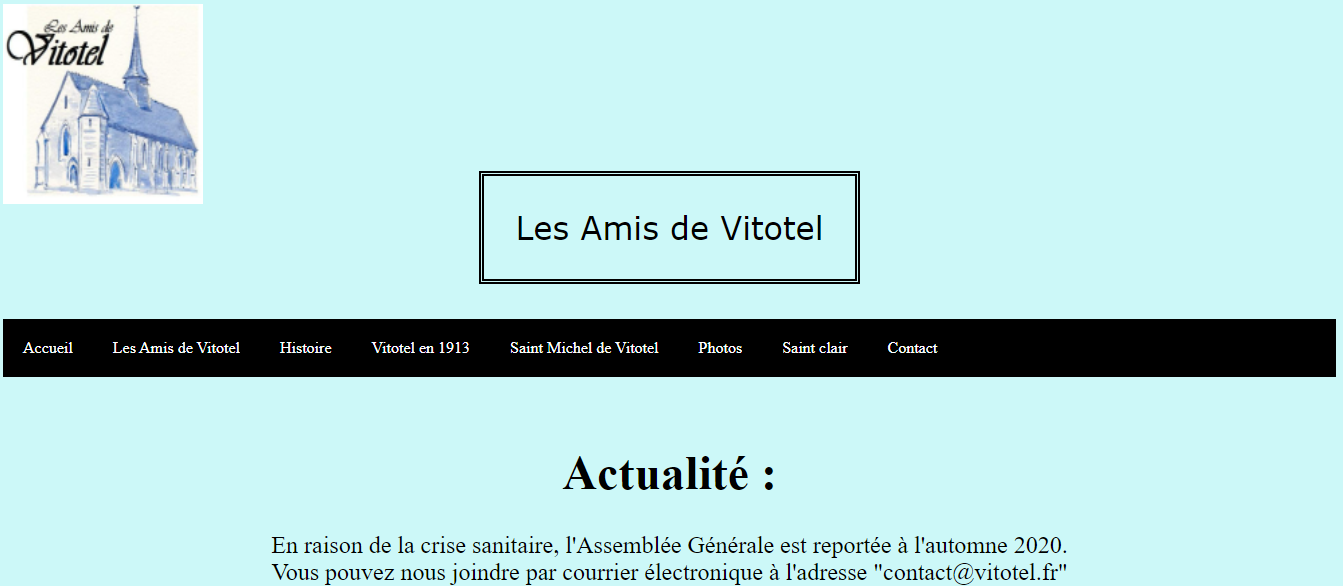 Les Amis de
Vitotel
Les Amis de Vitotel
Accueil Les Amis de Vitotel Histoire Vitotel en 1913 Saint Michel de Vitotel Photos Saint clair Contact
Actualité :
En raison de la crise sanitaire, l'Assemblée Générale est reportée à l'automne 2020.
Vous pouvez nous joindre par courrier électronique à l'adresse "contact@vitotel.fr"